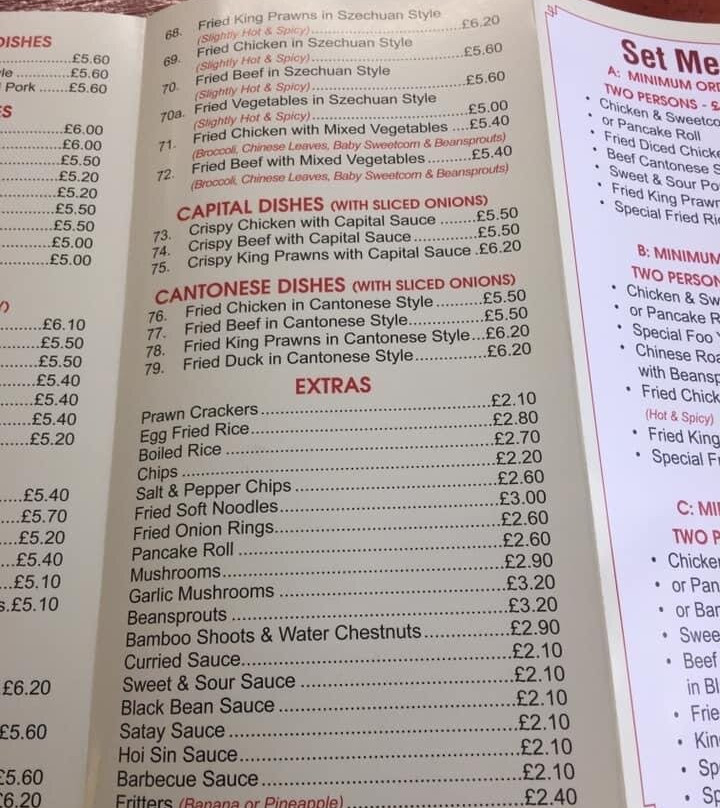 DISHES
..........£5.60
le ............£5.60
Pork .......£5.60
ES
..............£6.00
..............£6.00
..............£5.50
..............£5.20
..............£5.20
..............£5.50
..............£5.50
..............£5.00
..............£5.00
..........£6.10
..........£5.50
..........£5.50
..........£5.40
..........£5.40
..........£5.40
..........£5.20
.....£5.40
....£5.70
....£5.20
...£5.40
...£5.10
s.£5.10
£6.20
£5.60
£5.60
£6.20
68. Fried King Prawns in Szechuan Style
(Slightly Hot & Spicy)..............................£6.20
69. Fried Chicken in Szechuan Style
(Slightly Hot & Spicy)..............................£5.60
70. Fried Beef in Szechuan Style
(Slightly Hot & Spicy)..............................£5.60
70a. Fried Vegetables in Szechuan Style
(Slightly Hot & Spicy)..............................£5.00
71. Fried Chicken with Mixed Vegetables ....£5.40
(Broccoli, Chinese Leaves, Baby Sweetcorn & Beansprouts)
72. Fried Beef with Mixed Vegetables ..........£5.40
(Broccoli, Chinese Leaves, Baby Sweetcorn & Beansprouts)
CAPITAL DISHES (WITH SLICED ONIONS)
73. Crispy Chicken with Capital Sauce ........£5.50
74. Crispy Beef with Capital Sauce..............£5.50
75. Crispy King Prawns with Capital Sauce .£6.20
CANTONESE DISHES (WITH SLICED ONIONS)
76. Fried Chicken in Cantonese Style ..........£5.50
77. Fried Beef in Cantonese Style................£5.50
78. Fried King Prawns in Cantonese Style...£6.20
79. Fried Duck in Cantonese Style...............£6.20
EXTRAS
Prawn Crackers..........................................£2.10
Egg Fried Rice............................................£2.80
Boiled Rice .................................................£2.70
Chips ..........................................................£2.20
Salt & Pepper Chips ...................................£2.60
Fried Soft Noodles......................................£3.00
Fried Onion Rings.......................................£2.60
Pancake Roll ..............................................£2.60
Mushrooms.................................................£2.90
Garlic Mushrooms ......................................£3.20
Beansprouts ...............................................£3.20
Bamboo Shoots & Water Chestnuts.............£2.90
Curried Sauce.............................................£2.10
Sweet & Sour Sauce ..................................£2.10
Black Bean Sauce ......................................£2.10
Satay Sauce ...............................................£2.10
Hoi Sin Sauce.............................................£2.10
Barbecue Sauce .........................................£2.10
Fritters (Banana or Pineapple)....................£2.40
Set Me
A: MINIMUM ORD
TWO PERSONS - £
• Chicken & Sweetco
• or Pancake Roll
• Fried Diced Chicke
• Beef Cantonese S
• Sweet & Sour Po
• Fried King Prawn
• Special Fried Ri
B: MINIMUM
TWO PERSON
• Chicken & Sw
• or Pancake R
• Special Foo Y
• Chinese Roa
with Beansp
• Fried Chick
(Hot & Spicy)
• Fried King
• Special F
C: MI
TWO P
• Chicke
• or Pan
• or Bar
• Swee
• Beef
in Bl
• Frie
• Kin
• Sp
• Sp